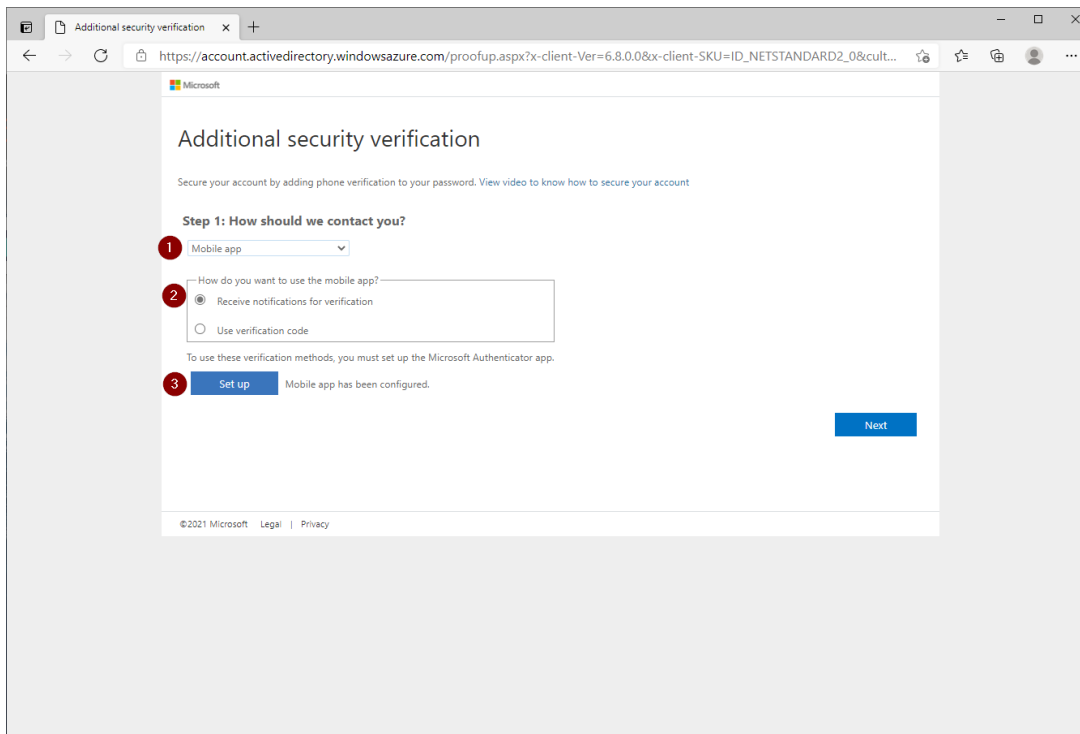 Additional security verification
https://account.activedirectory.windowsazure.com/proofup.aspx?x-client-Ver=6.8.0.0&x-client-SKU=ID_NETSTANDARD2_0&cult...
Microsoft
Additional security verification
Secure your account by adding phone verification to your password. View video to know how to secure your account
Step 1: How should we contact you?
1 Mobile app
How do you want to use the mobile app?
2 Receive notifications for verification
Use verification code
To use these verification methods, you must set up the Microsoft Authenticator app.
3 Set up Mobile app has been configured.
Next
©2021 Microsoft Legal | Privacy